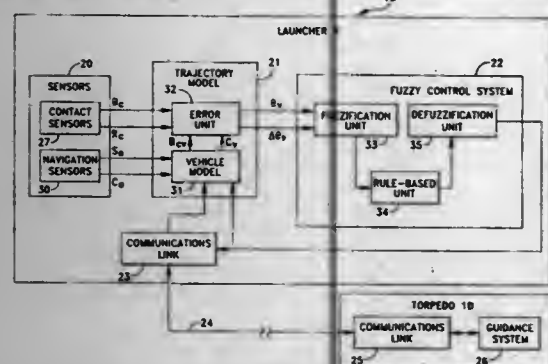 LAUNCHER
20
SENSORS
CONTACT
SENSORS
27
NAVIGATION
SENSORS
30
21
TRAJECTORY
MODEL
32
ERROR
UNIT
VEHICLE
MODEL
31
22
FUZZY CONTROL SYSTEM
FUZZIFICATION
UNIT
33
DEFUZZIFICATION
UNIT
35
RULE-BASED
UNIT
34
COMMUNICATIONS
LINK
23
24
TORPEDO 10
COMMUNICATIONS
LINK
25
GUIDANCE
SYSTEM
26